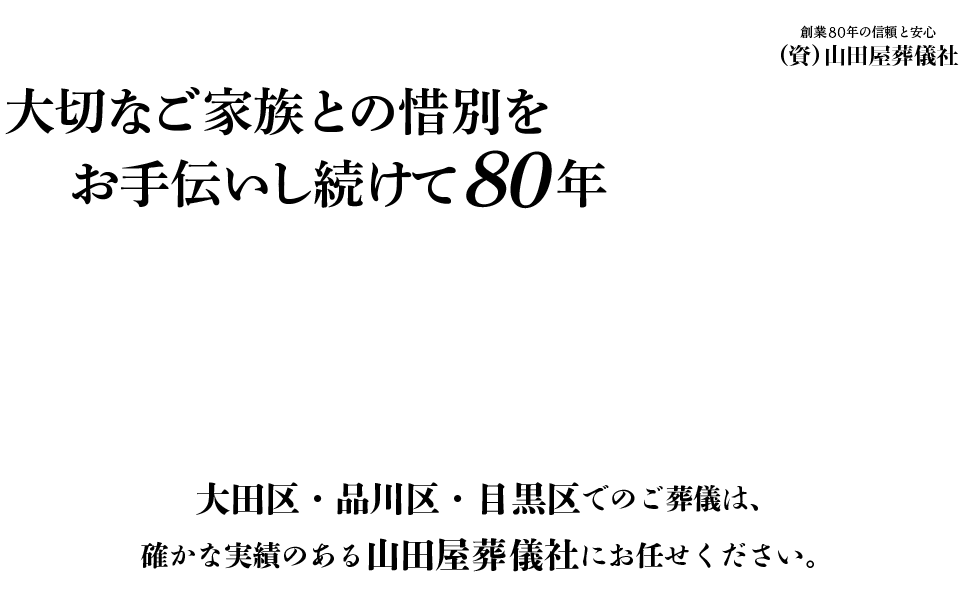 創業80年の信頼と安心
（資）山田屋葬儀社
大切なご家族との惜別を
お手伝いし続けて80年
大田区・品川区・目黒区でのご葬儀は、
確かな実績のある山田屋葬儀社にお任せください。